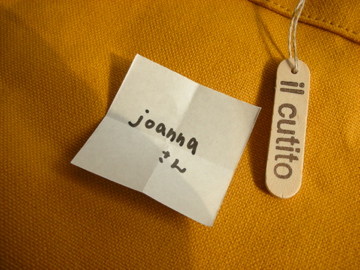 joanna
さん
il cutito